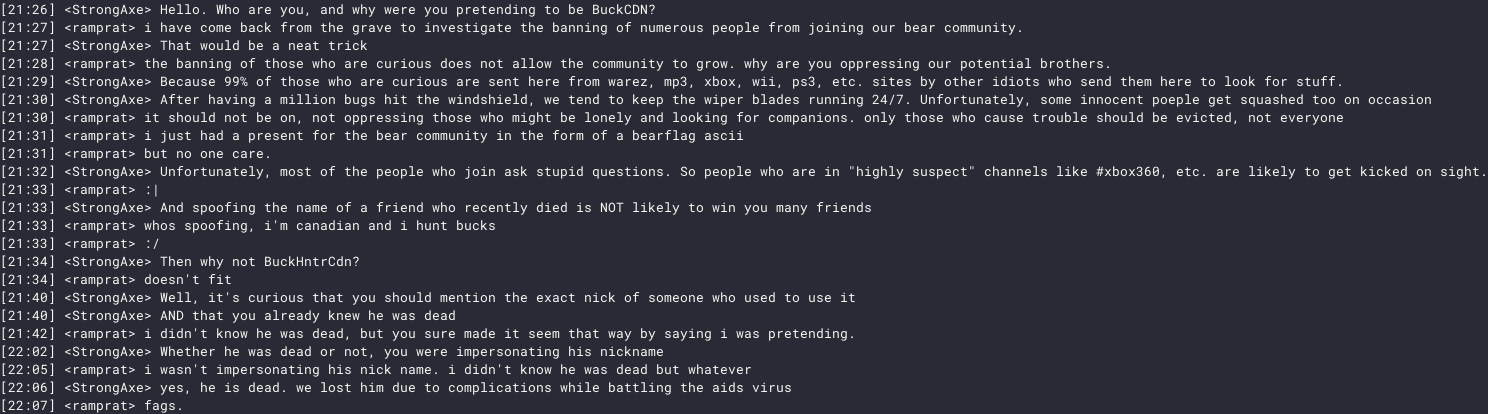 [21:26] <StrongAxe> Hello. Who are you, and why were you pretending to be BuckCDN?
[21:27] <ramprat> i have come back from the grave to investigate the banning of numerous people from joining our bear community.
[21:27] <StrongAxe> That would be a neat trick
[21:28] <ramprat> the banning of those who are curious does not allow the community to grow. why are you oppressing our potential brothers.
[21:29] <StrongAxe> Because 99% of those who are curious are sent here from warez, mp3, xbox, wii, ps3, etc. sites by other idiots who send them here to look for stuff.
[21:30] <StrongAxe> After having a million bugs hit the windshield, we tend to keep the wiper blades running 24/7. Unfortunately, some innocent poeple get squashed too on occasion
[21:30] <ramprat> it should not be on, not oppressing those who might be lonely and looking for companions. only those who cause trouble should be evicted, not everyone
[21:31] <ramprat> i just had a present for the bear community in the form of a bearflag ascii
[21:31] <ramprat> but no one care.
[21:32] <StrongAxe> Unfortunately, most of the people who join ask stupid questions. So people who are in "highly suspect" channels like #xbox360, etc. are likely to get kicked on sight.
[21:33] <ramprat> :|
[21:33] <StrongAxe> And spoofing the name of a friend who recently died is NOT likely to win you many friends
[21:33] <ramprat> whos spoofing, i'm canadian and i hunt bucks
[21:33] <ramprat> :/
[21:34] <StrongAxe> Then why not BuckHntrCdn?
[21:34] <ramprat> doesn't fit
[21:40] <StrongAxe> Well, it's curious that you should mention the exact nick of someone who used to use it
[21:40] <StrongAxe> AND that you already knew he was dead
[21:42] <ramprat> i didn't know he was dead, but you sure made it seem that way by saying i was pretending.
[22:02] <StrongAxe> Whether he was dead or not, you were impersonating his nickname
[22:05] <ramprat> i wasn't impersonating his nick name. i didn't know he was dead but whatever
[22:06] <StrongAxe> yes, he is dead. we lost him due to complications while battling the aids virus
[22:07] <ramprat> fags.